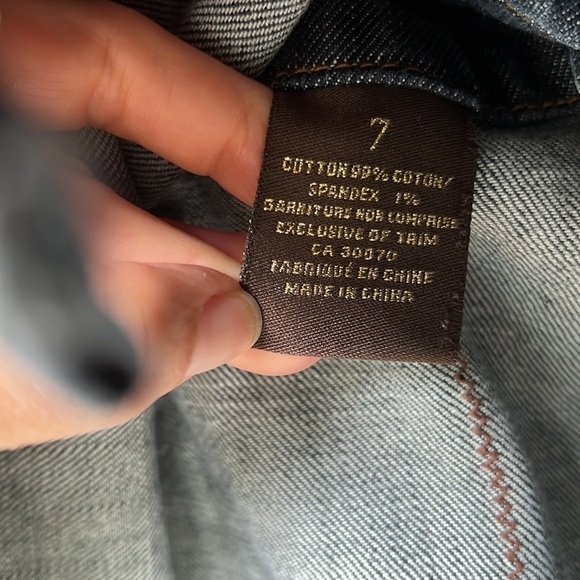 7
COTTON 99% COTON/
SPANDEX 1%
GARNITURE NON COMPRISE
EXCLUSIVE OF TRIM
CA 30070
FABRIQUÉ EN CHINE
MADE IN CHINA